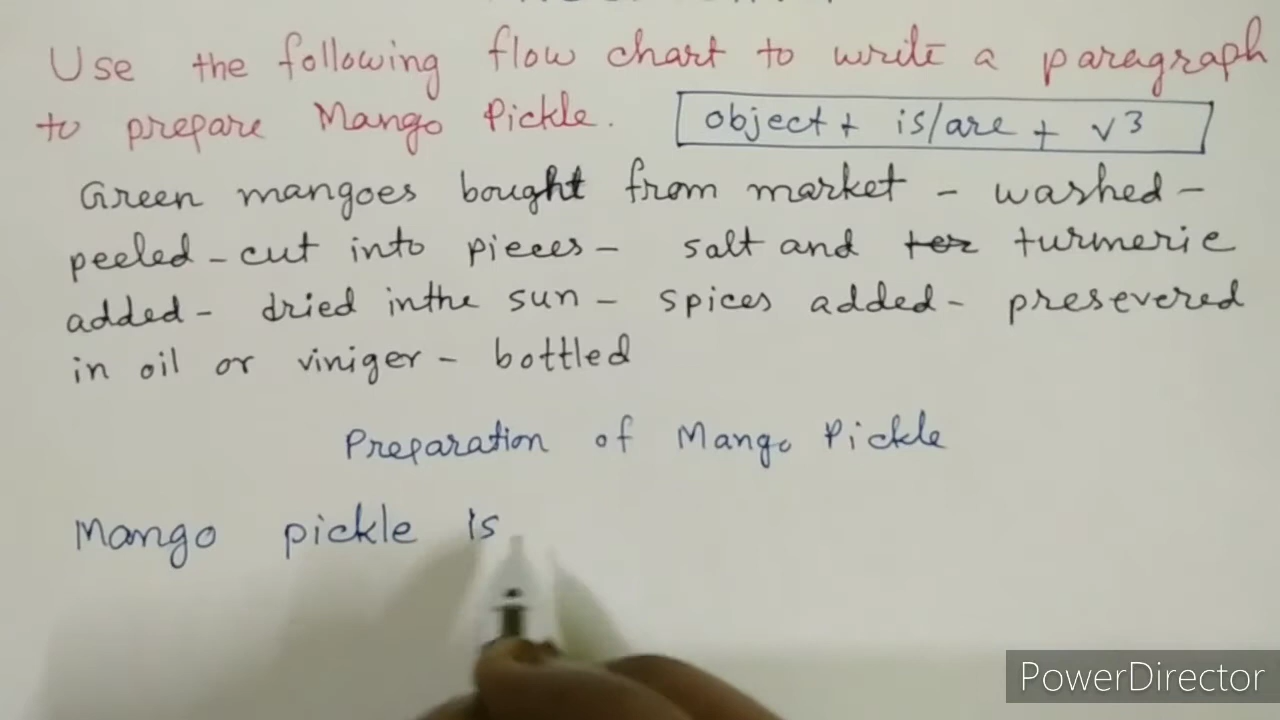 Use the following flow chart to write a paragraph
to prepare Mango Pickle.
object + is/are + v3
Green mangoes bought from market - washed -
peeled - cut into pieces - salt and ter turmeric
added - dried inthe sun - spices added - presevered
in oil or viniger - bottled
Preparation of Mango Pickle
Mango pickle is
PowerDirector